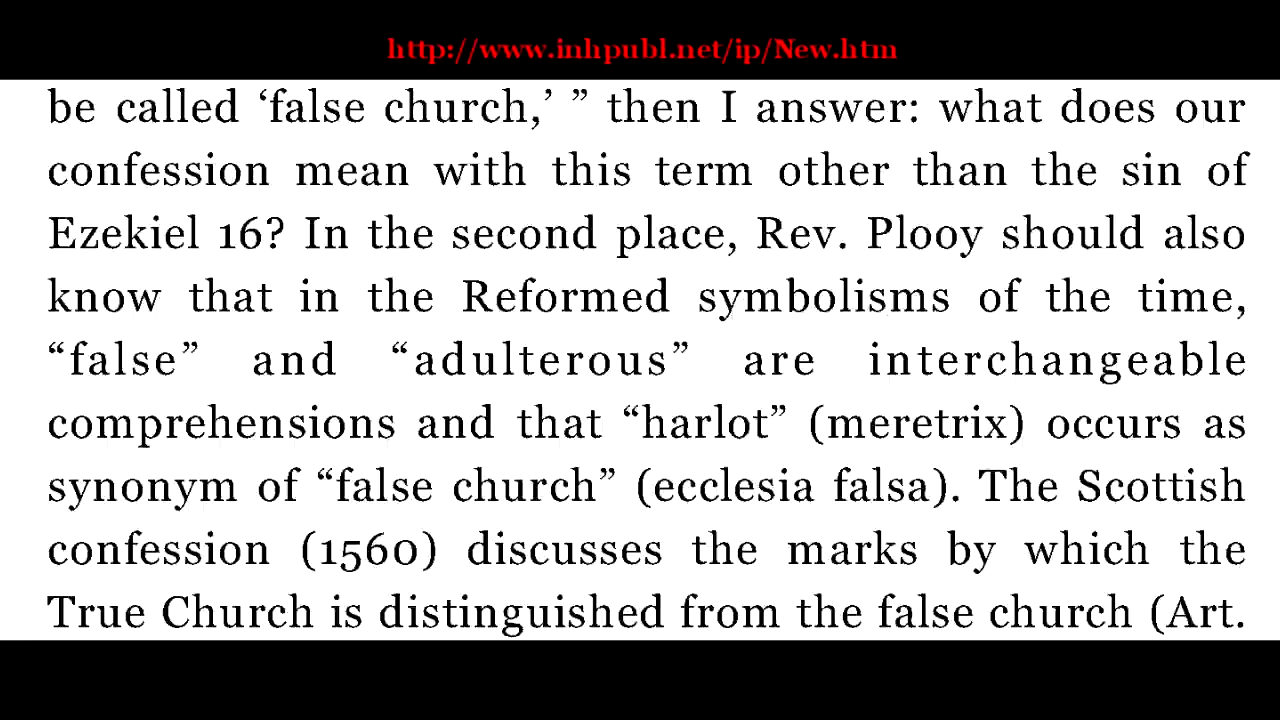 http://www.inhpubl.net/ip/New.htm
be called ‘false church,’ ” then I answer: what does our
confession mean with this term other than the sin of
Ezekiel 16? In the second place, Rev. Plooy should also
know that in the Reformed symbolisms of the time,
“false” and “adulterous” are interchangeable
comprehensions and that “harlot” (meretrix) occurs as
synonym of “false church” (ecclesia falsa). The Scottish
confession (1560) discusses the marks by which the
True Church is distinguished from the false church (Art.